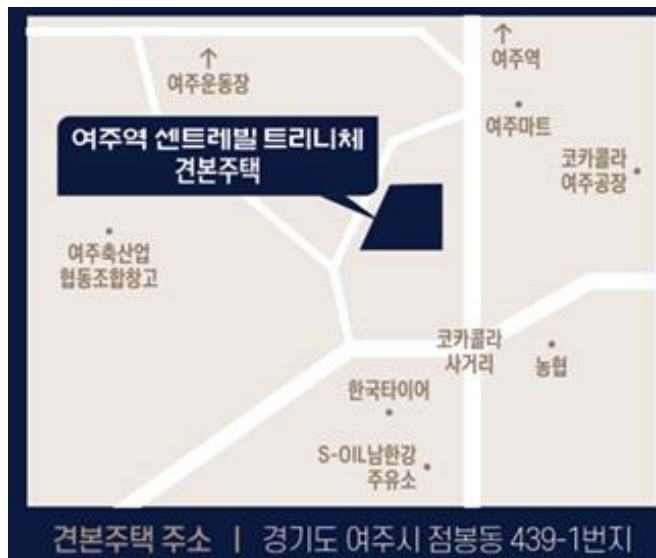 ↑
여주운동장
↑
여주역
여주역 센트레빌 트리니체
견본주택
여주마트
코카콜라
여주공장
여주축산업
협동조합창고
코카콜라
사거리
농협
한국타이어
S-OIL남한강
주유소
견본주택 주소 | 경기도 여주시 점봉동 439-1번지